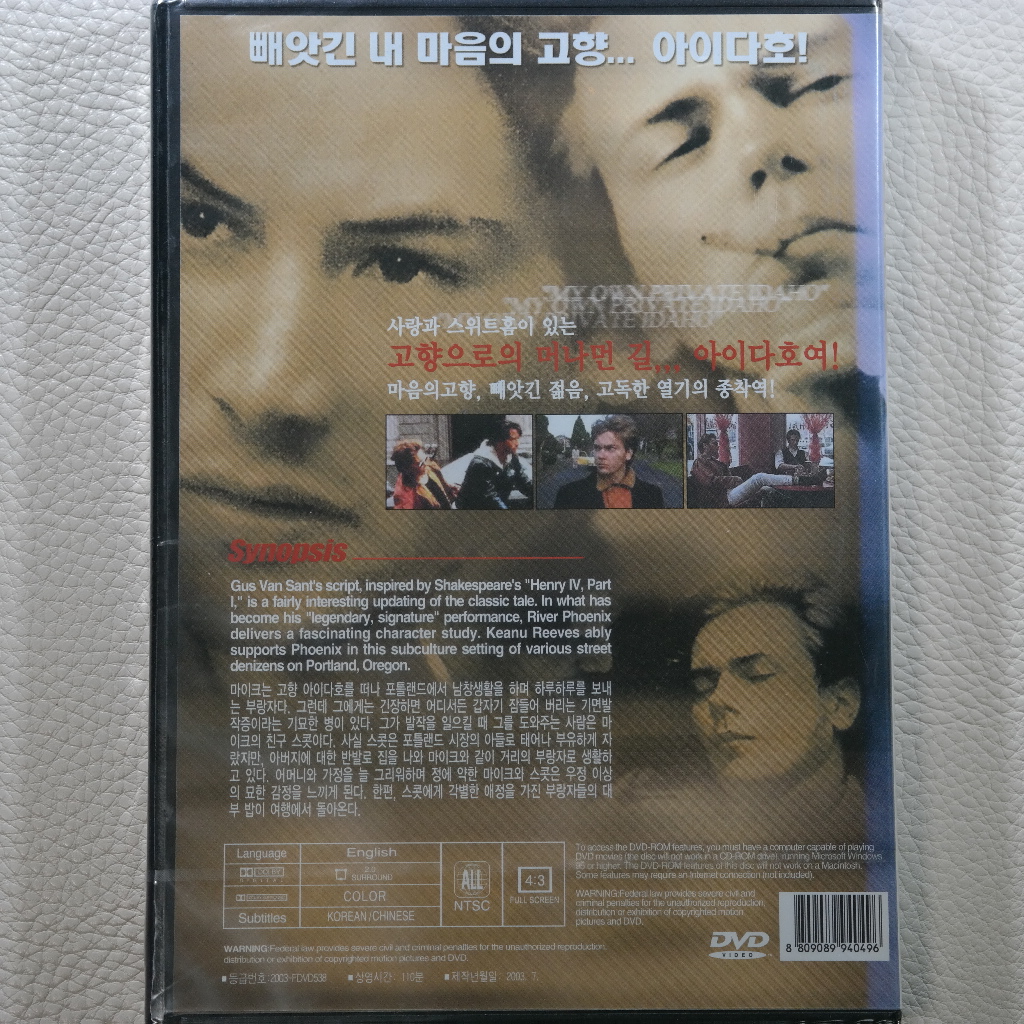 빼앗긴 내 마음의 고향... 아이다호!
"MY OWN PRIVATE IDAHO"
"MY OWN PRIVATE IDAHO"
PRIVATE IDAHO"
사랑과 스위트홈이 있는
고향으로의 머나먼 길,,, 아이다호여!
마음의고향, 빼앗긴 젊음, 고독한 열기의 종착역!
Synopsis
Gus Van Sant's script, inspired by Shakespeare's "Henry IV, Part
I," is a fairly interesting updating of the classic tale. In what has
become his "legendary, signature" performance, River Phoenix
delivers a fascinating character study. Keanu Reeves ably
supports Phoenix in this subculture setting of various street
denizens on Portland, Oregon.
마이크는 고향 아이다호를 떠나 포틀랜드에서 남창생활을 하며 하루하루를 보내
는 부랑자다. 그런데 그에게는 긴장하면 어디서든 갑자기 잠들어 버리는 기면발
작증이라는 기묘한 병이 있다. 그가 발작을 일으킬 때 그를 도와주는 사람은 마
이크의 친구 스콧이다. 사실 스콧은 포틀랜드 시장의 아들로 태어나 부유하게 자
랐지만, 아버지에 대한 반발로 집을 나와 마이크와 같이 거리의 부랑자로 생활하
고 있다. 어머니와 가정을 늘 그리워하며 정에 약한 마이크와 스콧은 우정 이상
의 묘한 감정을 느끼게 된다. 한편, 스콧에게 각별한 애정을 가진 부랑자들의 대
부 밥이 여행에서 돌아온다.
Language English
DOLBY DIGITAL 2.0 SURROUND
COLOR
Subtitles KOREAN/CHINESE
ALL
NTSC
4:3
FULL SCREEN
To access the DVD-ROM features, you must have a computer capable of playing
DVD movies (the disc will not work in a CD-ROM drive), running Microsoft Windows
95 or higher. The DVD-ROM features of this disc will not work on a Macintosh.
Some features may require an Internet connection (not included).
WARNING:Federal law provides severe civil and
criminal penalties for the unauthorized reproduction,
distribution or exhibition of copyrighted motion
pictures and DVD.
WARNING:Federal law provides severe civil and criminal penalties for the unauthorized reproduction,
distribution or exhibition of copyrighted motion pictures and DVD.
DVD
VIDEO
8 809089 940496
■등급번호 2003-FDVD538 ■상영시간 110분 ■제작년월일 2003. 7.